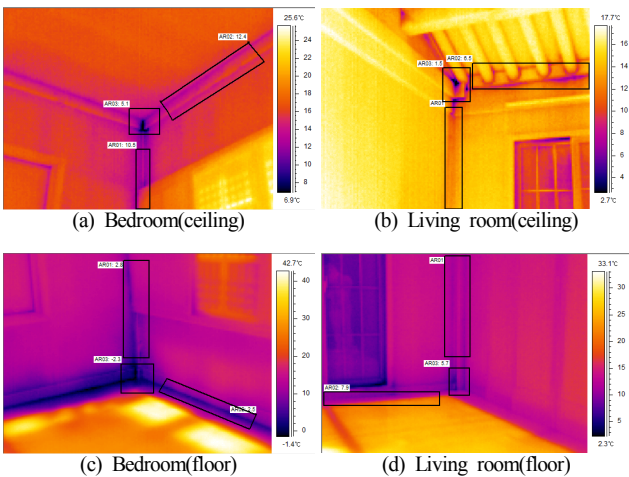 25.6℃
AR02: 12.4
24
22
20
18
16
14
12
10
8
AR03: 5.1
AR01: 10.5
6.9℃
(a) Bedroom(ceiling)
17.7℃
AR02: 6.5
AR03: 1.5
AR0
16
14
12
10
8
6
4
2.7℃
(b) Living room(ceiling)
42.7℃
AR01: 2.8
40
30
20
10
0
AR03: -2.3
-1.4℃
(c) Bedroom(floor)
33.1℃
AR01
30
25
20
15
10
5
AR03: 5.7
AR02: 7.9
2.3℃
(d) Living room(floor)